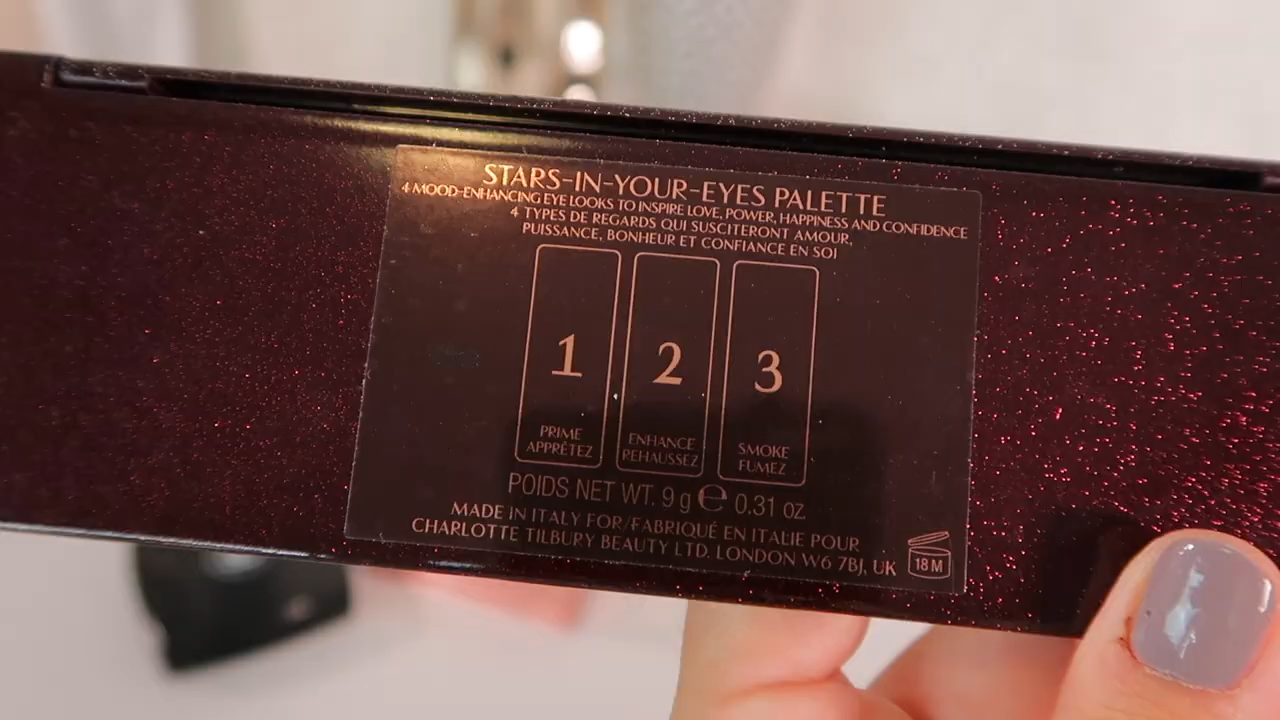 STARS-IN-YOUR-EYES PALETTE
4 MOOD-ENHANCING EYE LOOKS TO INSPIRE LOVE, POWER, HAPPINESS AND CONFIDENCE
4 TYPES DE REGARDS QUI SUSCITERONT AMOUR,
PUISSANCE, BONHEUR ET CONFIANCE EN SOI
1
PRIME
APPRÊTEZ
2
ENHANCE
REHAUSSEZ
3
SMOKE
FUMEZ
POIDS NET WT. 9 g ℮ 0.31 oz
MADE IN ITALY FOR/FABRIQUÉ EN ITALIE POUR
CHARLOTTE TILBURY BEAUTY LTD. LONDON W6 7BJ, UK
18 M